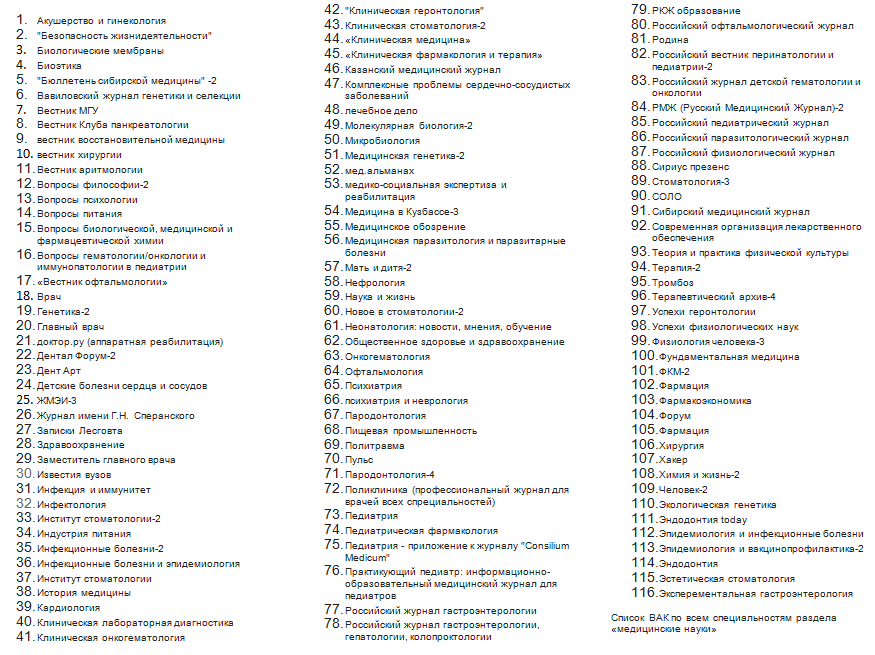 1. Акушерство и гинекология
2. "Безопасность жизнидеятельности"
3. Биологические мембраны
4. Биоэтика
5. "Бюллетень сибирской медицины" -2
6. Вавиловский журнал генетики и селекции
7. Вестник МГУ
8. Вестник Клуба панкреатологии
9. вестник восстановительной медицины
10. вестник хирургии
11. Вестник аритмологии
12. Вопросы философии-2
13. Вопросы психологии
14. Вопросы питания
15. Вопросы биологической, медицинской и
фармацевтической химии
16. Вопросы гематологии/онкологии и
иммунопатологии в педиатрии
17. «Вестник офтальмологии»
18. Врач
19. Генетика-2
20. Главный врач
21. доктор.ру (аппаратная реабилитация)
22. Дентал Форум-2
23. Дент Арт
24. Детские болезни сердца и сосудов
25. ЖМЭИ-3
26. Журнал имени Г.Н. Сперанского
27. Записки Лесговта
28. Здравоохранение
29. Заместитель главного врача
30. Известия вузов
31. Инфекция и иммунитет
32. Инфектология
33. Институт стоматологии-2
34. Индустрия питания
35. Инфекционные болезни-2
36. Инфекционные болезни и эпидемиология
37. Институт стоматологии
38. История медицины
39. Кардиология
40. Клиническая лабораторная диагностика
41. Клиническая онкогематология
42. "Клиническая геронтология"
43. Клиническая стоматология-2
44. «Клиническая медицина»
45. «Клиническая фармакология и терапия»
46. Казанский медицинский журнал
47. Комплексные проблемы сердечно-сосудистых
заболеваний
48. лечебное дело
49. Молекулярная биология-2
50. Микробиология
51. Медицинская генетика-2
52. мед.альманах
53. медико-социальная экспертиза и
реабилитация
54. Медицина в Кузбассе-3
55. Медицинское обозрение
56. Медицинская паразитология и паразитарные
болезни
57. Мать и дитя-2
58. Нефрология
59. Наука и жизнь
60. Новое в стоматологии-2
61. Неонатология: новости, мнения, обучение
62. Общественное здоровье и здравоохранение
63. Онкогематология
64. Офтальмология
65. Психиатрия
66. психиатрия и неврология
67. Пародонтология
68. Пищевая промышленность
69. Политравма
70. Пульс
71. Пародонтология-4
72. Поликлиника (профессиональный журнал для
врачей всех спрециальностей)
73. Педиатрия
74. Педиатрическая фармакология
75. Педиатрия - приложение к журналу "Consilium
Medicum"
76. Практикующий педиатр: информационно-
образовательный медицинский журнал для
педиатров
77. Российский журнал гастроэнтерологии
78. Российский журнал гастроэнтерологии,
гепатологии, колопроктологии
79. РКЖ образование
80. Российский офтальмологический журнал
81. Родина
82. Российский вестник перинатологии и
педиатрии-2
83. Российский журнал детской гематологии и
онкологии
84. РМЖ (Русский Медицинский Журнал)-2
85. Российский педиатрический журнал
86. Российский паразитологический журнал
87. Российский физиологический журнал
88. Сириус презенс
89. Стоматология-3
90. СОЛО
91. Сибирский медицинский журнал
92. Современная организация лекарственного
обеспечения
93. Теория и практика физической культуры
94. Терапия-2
95. Тромбоз
96. Терапевтический архив-4
97. Успехи геронтологии
98. Успехи физиологических наук
99. Физиология человека-3
100. Фундаментальная медицина
101. ФКМ-2
102. Фармация
103. Фармакоэкономика
104. Форум
105. Фармация
106. Хирургия
107. Хакер
108. Химия и жизнь-2
109. Человек-2
110. Экологическая генетика
111. Эндодонтия today
112. Эпидемиология и инфекционные болезни
113. Эпидемиология и вакцинопрофилактика-2
114. Эндодонтия
115. Эстетическая стоматология
116. Эксперементальная гастроэнтерология
Список ВАК по всем специальностям раздела
«медицинские науки»